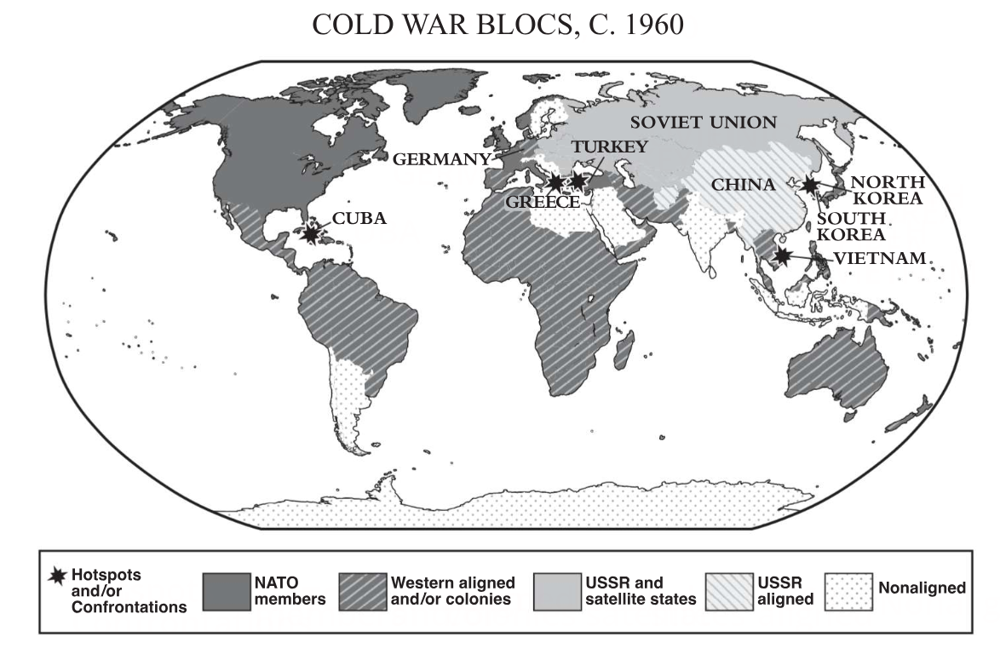 COLD WAR BLOCS, C. 1960
SOVIET UNION
TURKEY
GERMANY
CHINA
NORTH
KOREA
GREECE
CUBA
SOUTH
KOREA
VIETNAM
Hotspots
and/or
Confrontations
NATO
members
Western aligned
and/or colonies
USSR and
satellite states
USSR
aligned
Nonaligned